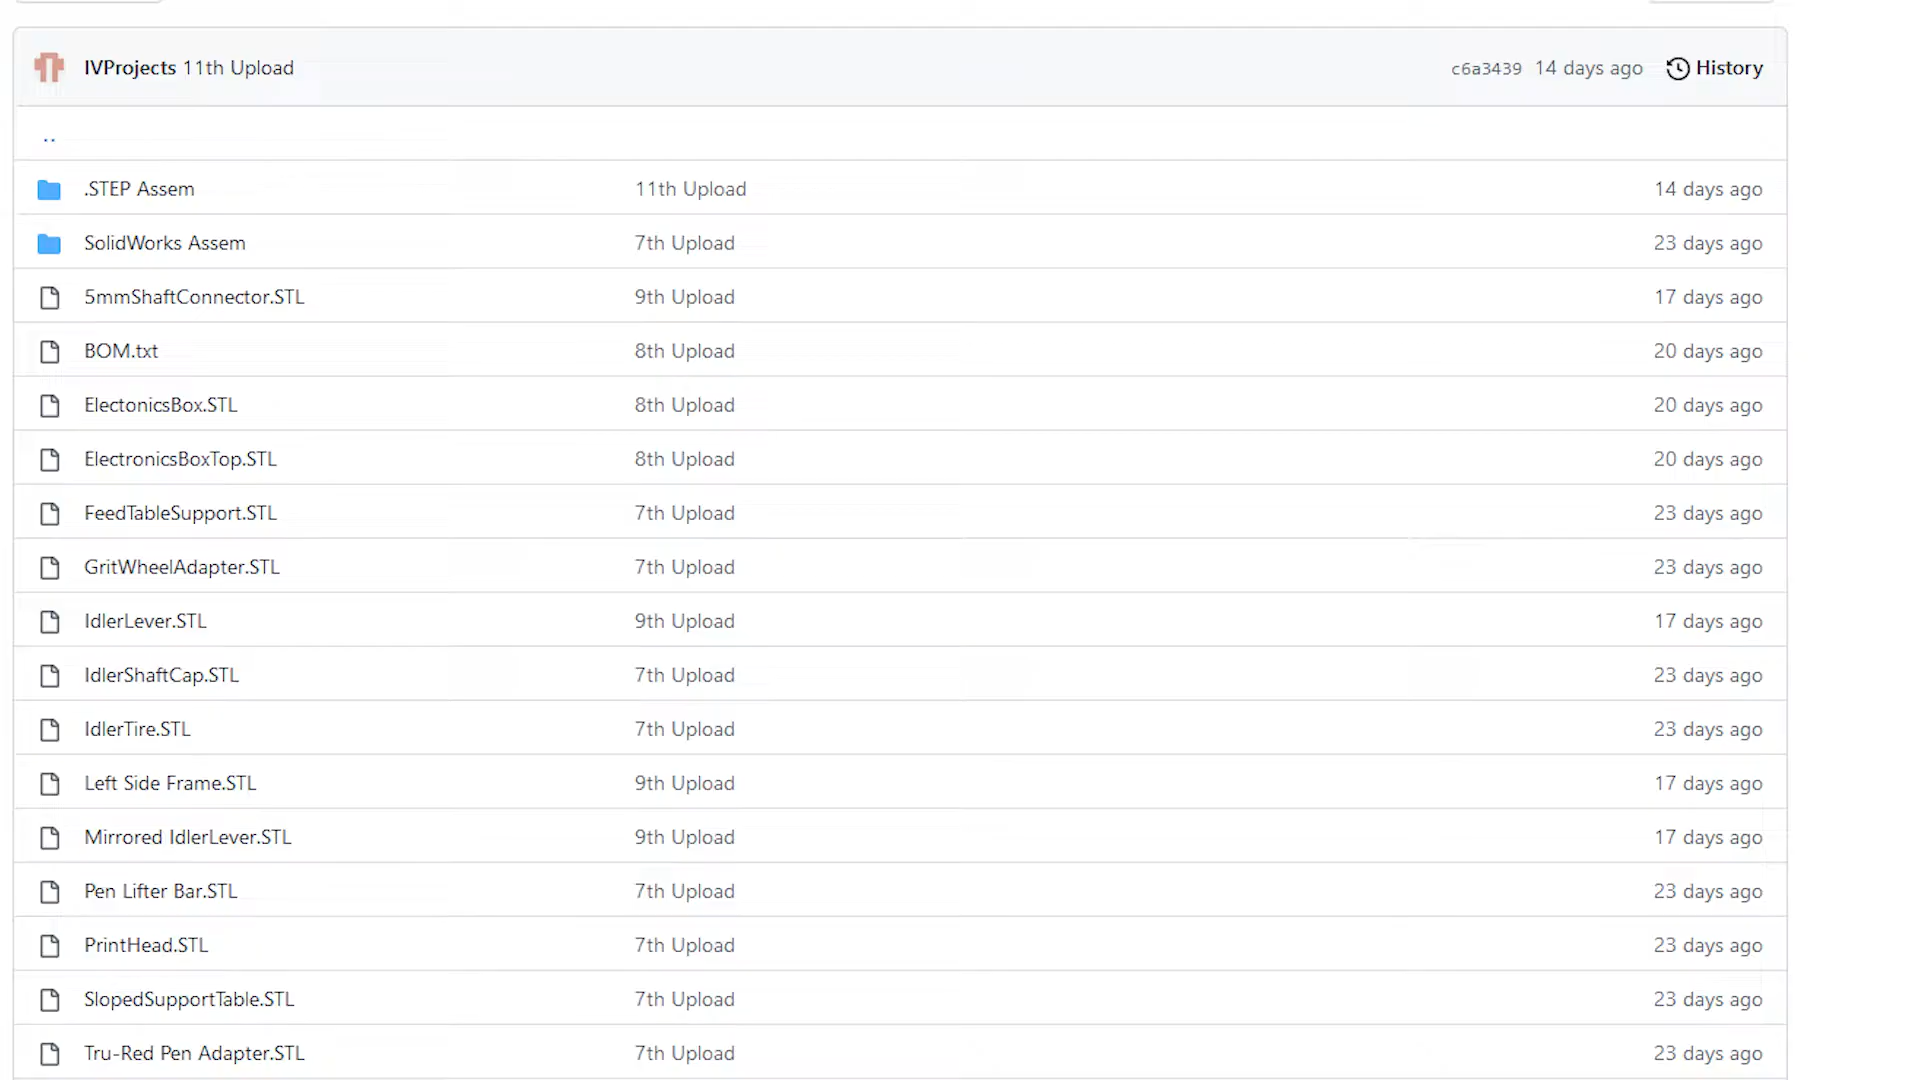 IVProjects 11th Upload c6a3439 14 days ago History
..
.STEP Assem 11th Upload 14 days ago
SolidWorks Assem 7th Upload 23 days ago
5mmShaftConnector.STL 9th Upload 17 days ago
BOM.txt 8th Upload 20 days ago
ElectonicsBox.STL 8th Upload 20 days ago
ElectronicsBoxTop.STL 8th Upload 20 days ago
FeedTableSupport.STL 7th Upload 23 days ago
GritWheelAdapter.STL 7th Upload 23 days ago
IdlerLever.STL 9th Upload 17 days ago
IdlerShaftCap.STL 7th Upload 23 days ago
IdlerTire.STL 7th Upload 23 days ago
Left Side Frame.STL 9th Upload 17 days ago
Mirrored IdlerLever.STL 9th Upload 17 days ago
Pen Lifter Bar.STL 7th Upload 23 days ago
PrintHead.STL 7th Upload 23 days ago
SlopedSupportTable.STL 7th Upload 23 days ago
Tru-Red Pen Adapter.STL 7th Upload 23 days ago